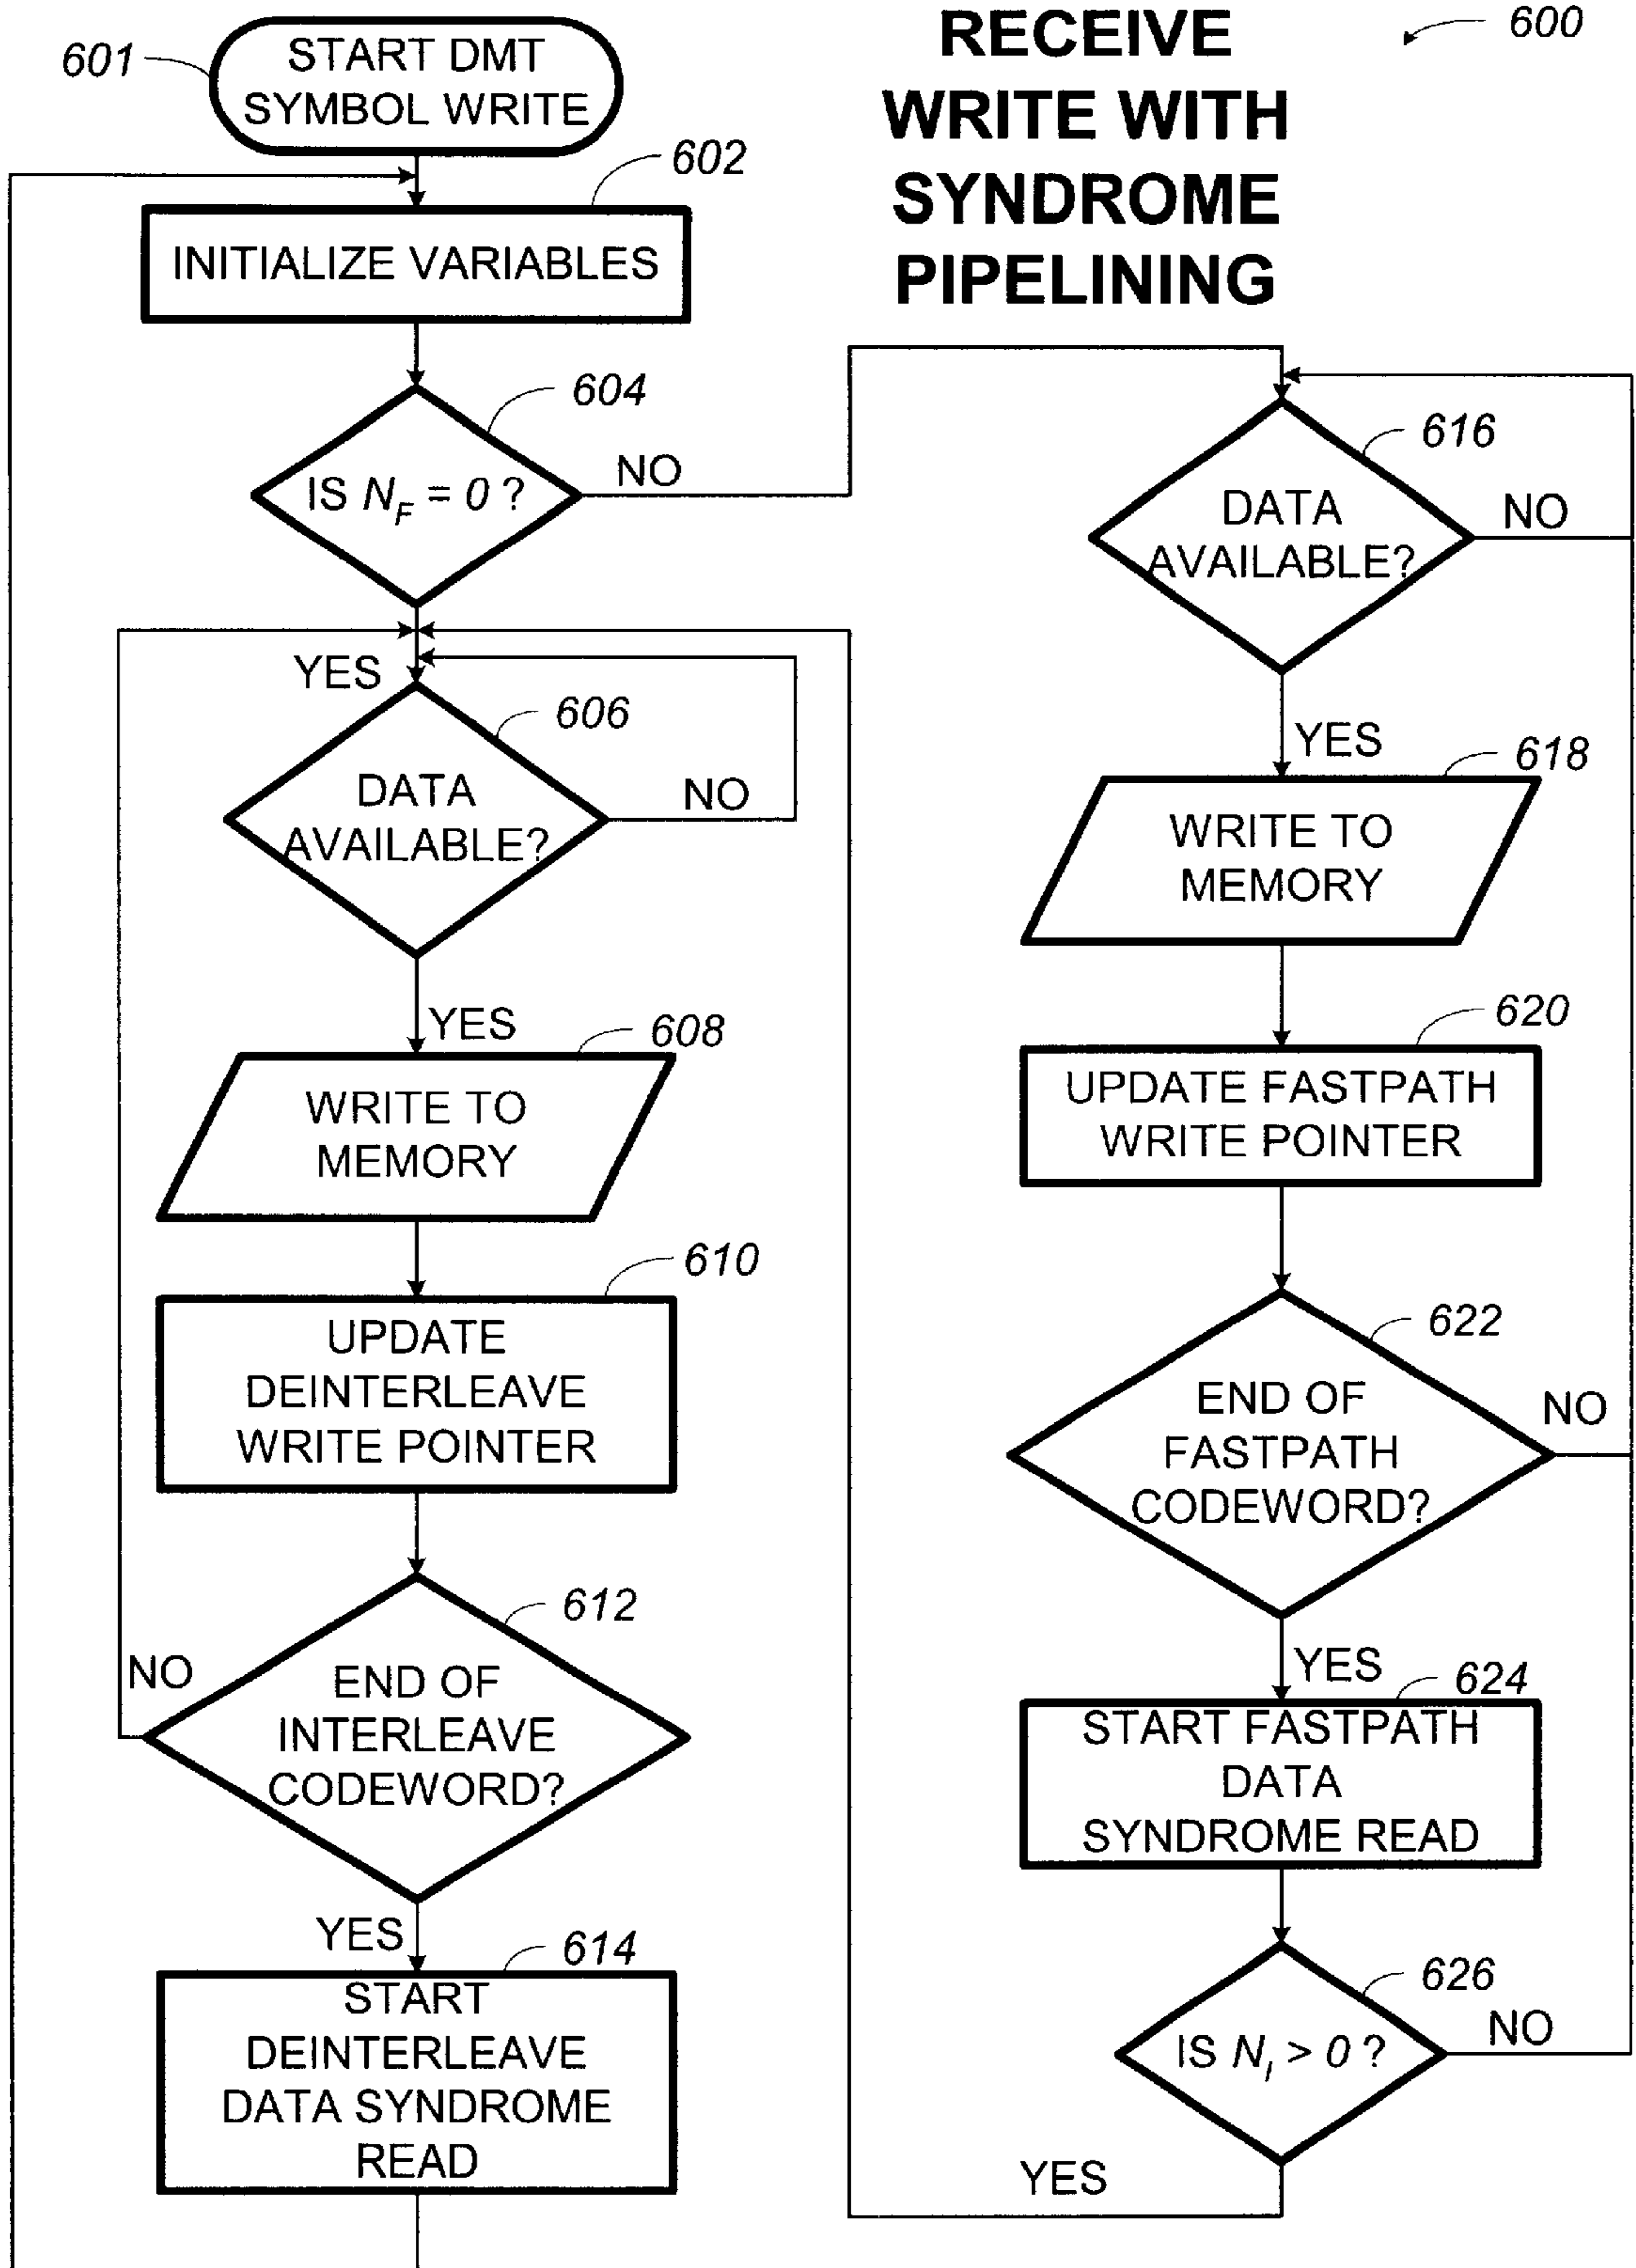 RECEIVE
WRITE WITH
SYNDROME
PIPELINING
600
601
START DMT
SYMBOL WRITE
602
INITIALIZE VARIABLES
604
IS N_F = 0 ?
NO
YES
606
DATA
AVAILABLE?
NO
YES
608
WRITE TO
MEMORY
610
UPDATE
DEINTERLEAVE
WRITE POINTER
612
NO
END OF
INTERLEAVE
CODEWORD?
YES
614
START
DEINTERLEAVE
DATA SYNDROME
READ
616
DATA
AVAILABLE?
NO
YES
618
WRITE TO
MEMORY
620
UPDATE FASTPATH
WRITE POINTER
622
END OF
FASTPATH
CODEWORD?
NO
YES
624
START FASTPATH
DATA
SYNDROME READ
626
IS N_I > 0 ?
NO
YES